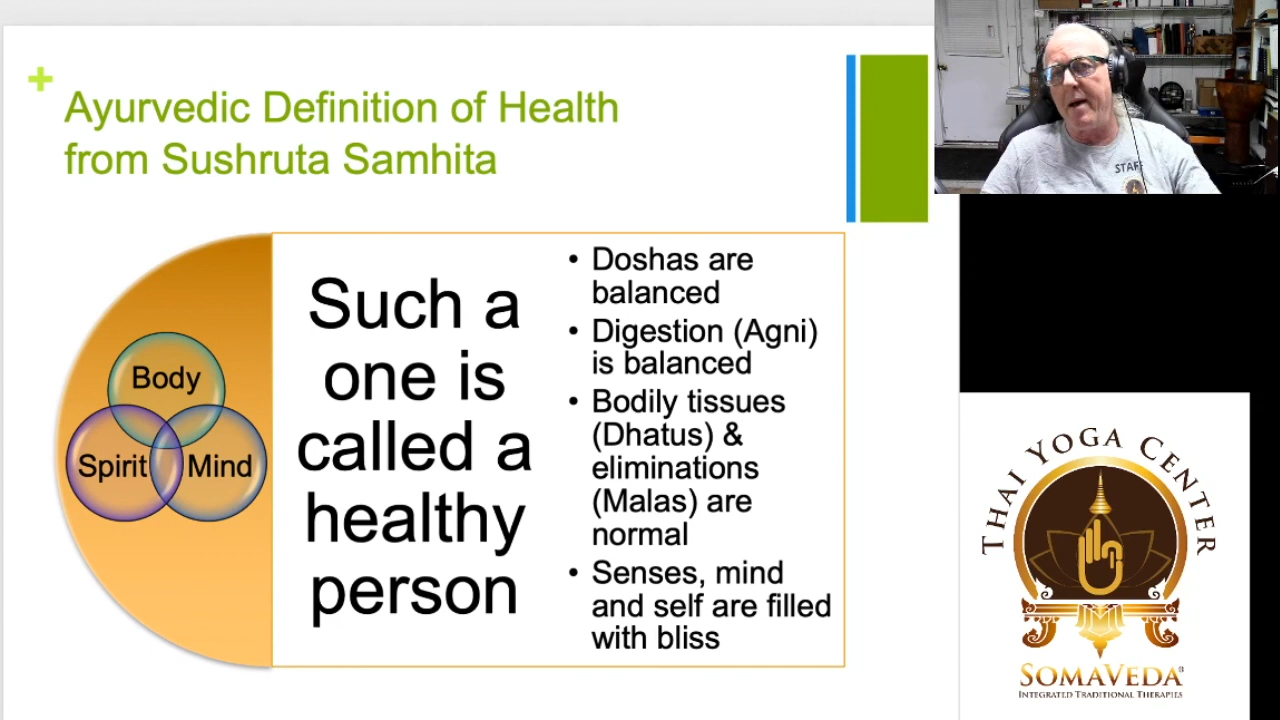 +
Ayurvedic Definition of Health
from Sushruta Samhita
Body
Spirit
Mind
Such a
one is
called a
healthy
person
• Doshas are
balanced
• Digestion (Agni)
is balanced
• Bodily tissues
(Dhatus) &
eliminations
(Malas) are
normal
• Senses, mind
and self are filled
with bliss
STAFF
THAI YOGA CENTER
SOMAVEDA®
INTEGRATED TRADITIONAL THERAPIES